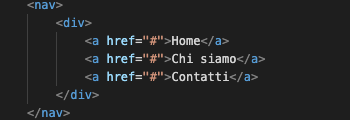 <nav>
<div>
<a href="#">Home</a>
<a href="#">Chi siamo</a>
<a href="#">Contatti</a>
</div>
</nav>